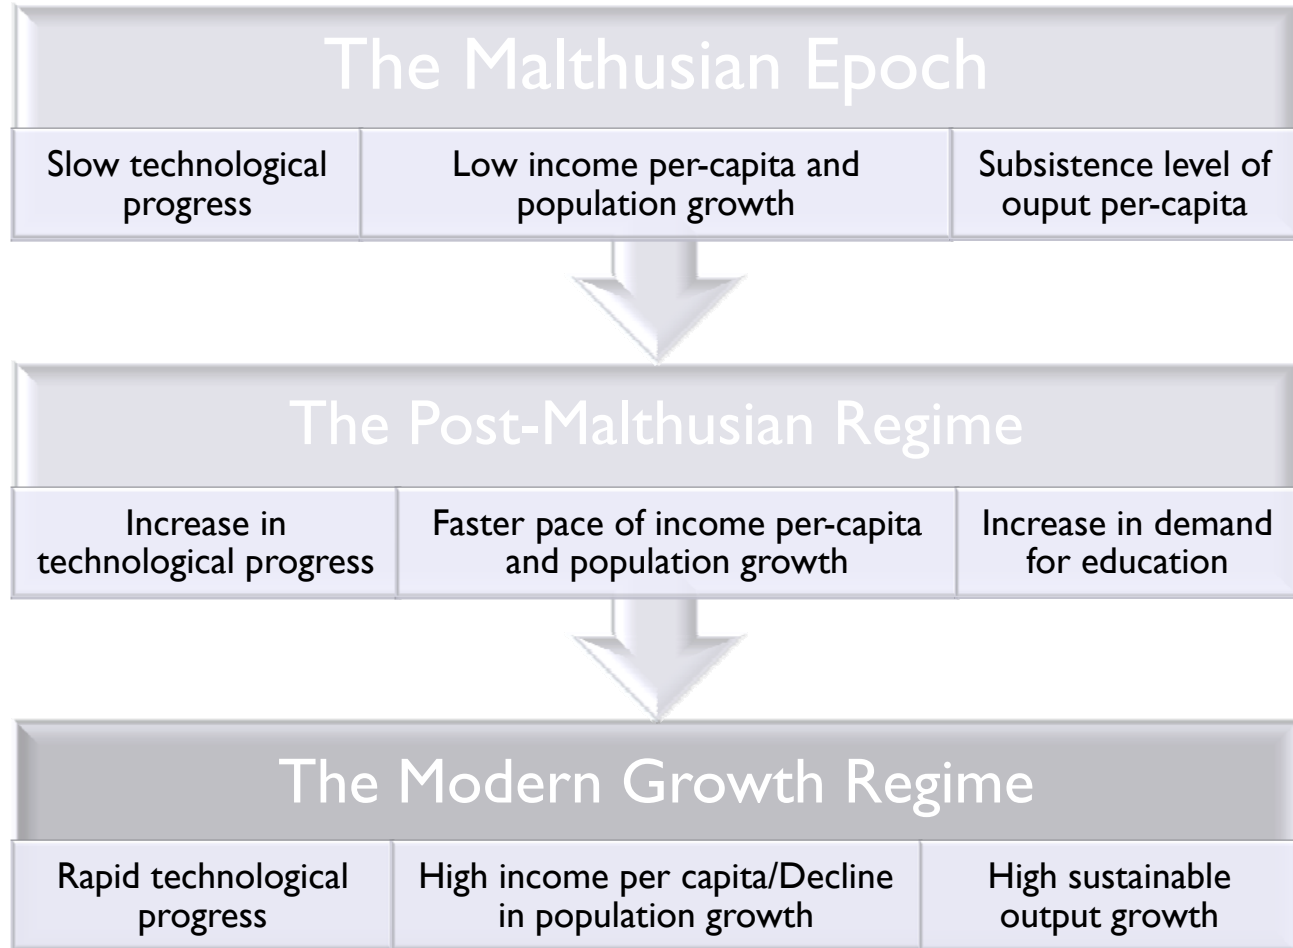 The Malthusian Epoch
Slow technological
progress
Low income per-capita and
population growth
Subsistence level of
ouput per-capita
The Post-Malthusian Regime
Increase in
technological progress
Faster pace of income per-capita
and population growth
Increase in demand
for education
The Modern Growth Regime
Rapid technological
progress
High income per capita/Decline
in population growth
High sustainable
output growth